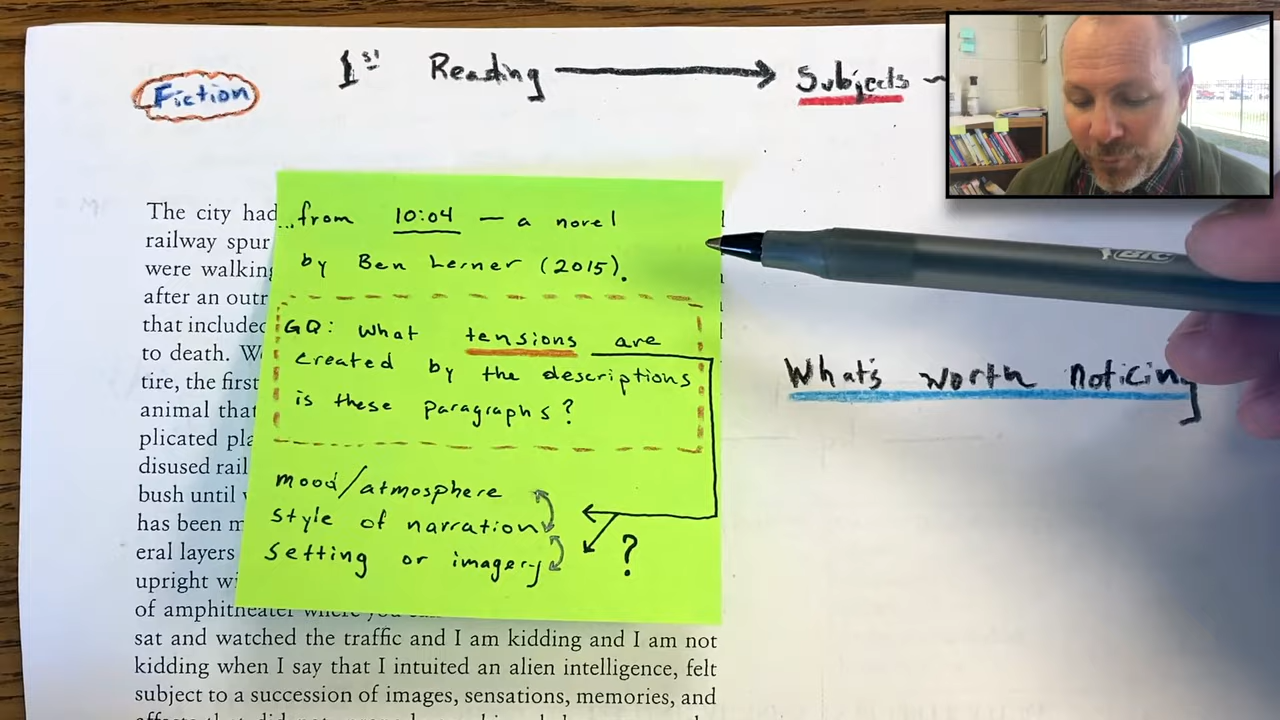 1st Reading → Subjects ~
Fiction
...from 10:04 — a novel
by Ben Lerner (2015).
GQ: What tensions are
created by the descriptions
is these paragraphs?
mood/atmosphere
style of narration
setting or imagery
?
BIC
What's worth noticing
The city had
railway spur
were walking
after an outr
that included
to death. W
tire, the first
animal that
plicated pla
disused rail
bush until
has been m
eral layers
upright wi
of amphitheater where you
sat and watched the traffic and I am kidding and I am not
kidding when I say that I intuited an alien intelligence, felt
subject to a succession of images, sensations, memories, and